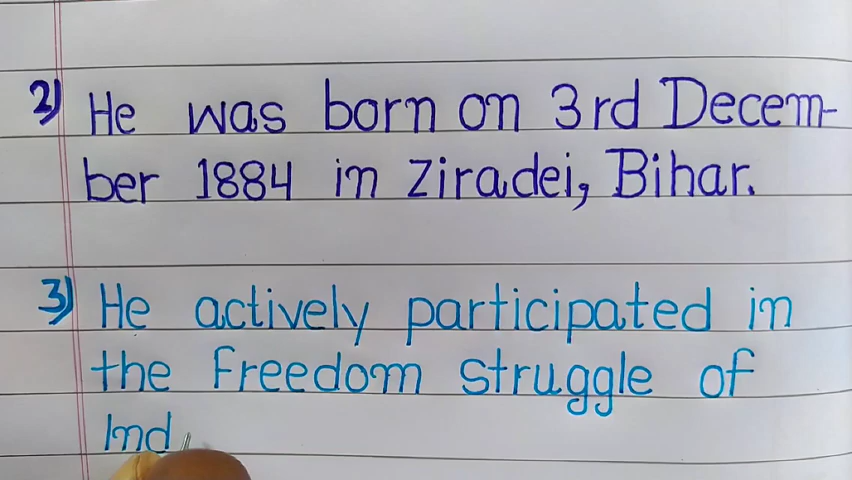 2) He was born on 3rd Decem-
ber 1884 in Ziradei, Bihar.
3) He actively participated in
the freedom struggle of
Ind